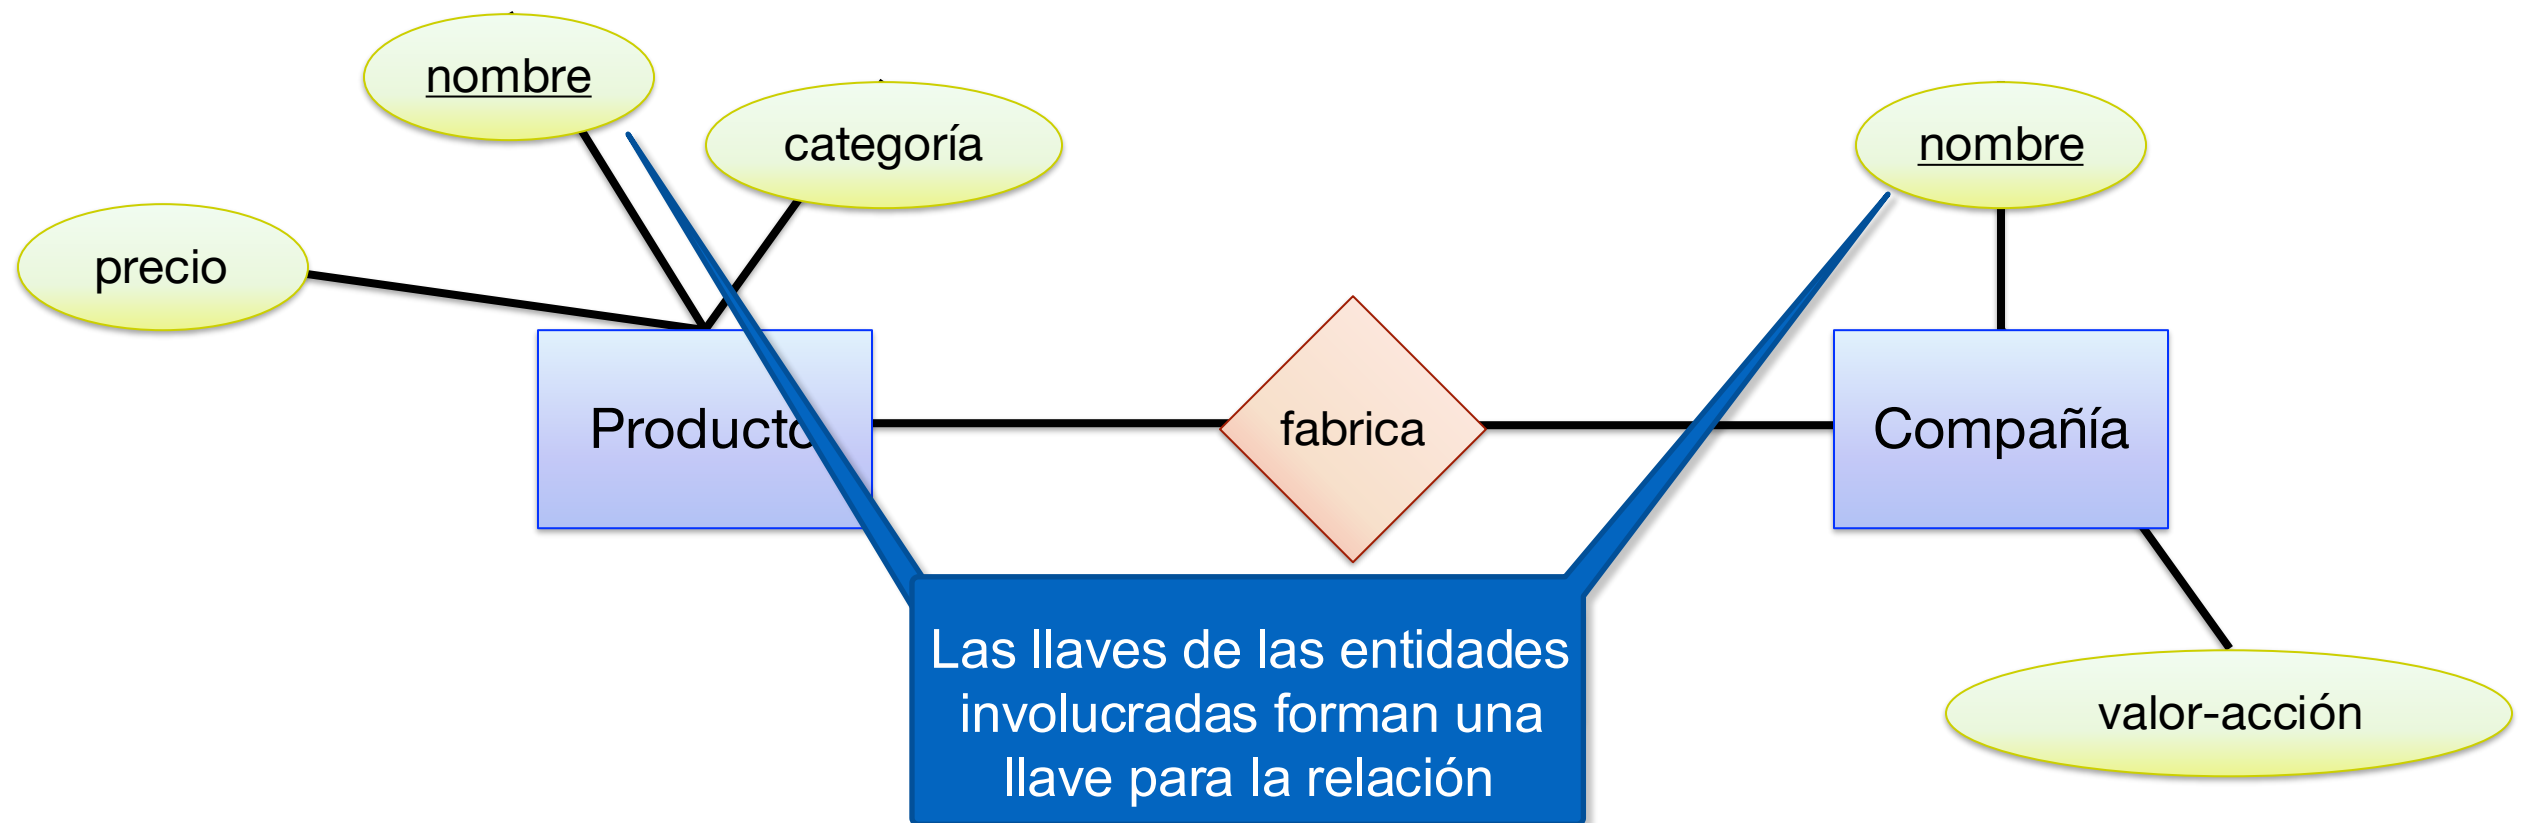 nombre
categoría
nombre
precio
Producto
fabrica
Compañía
Las llaves de las entidades
involucradas forman una
llave para la relación
valor-acción